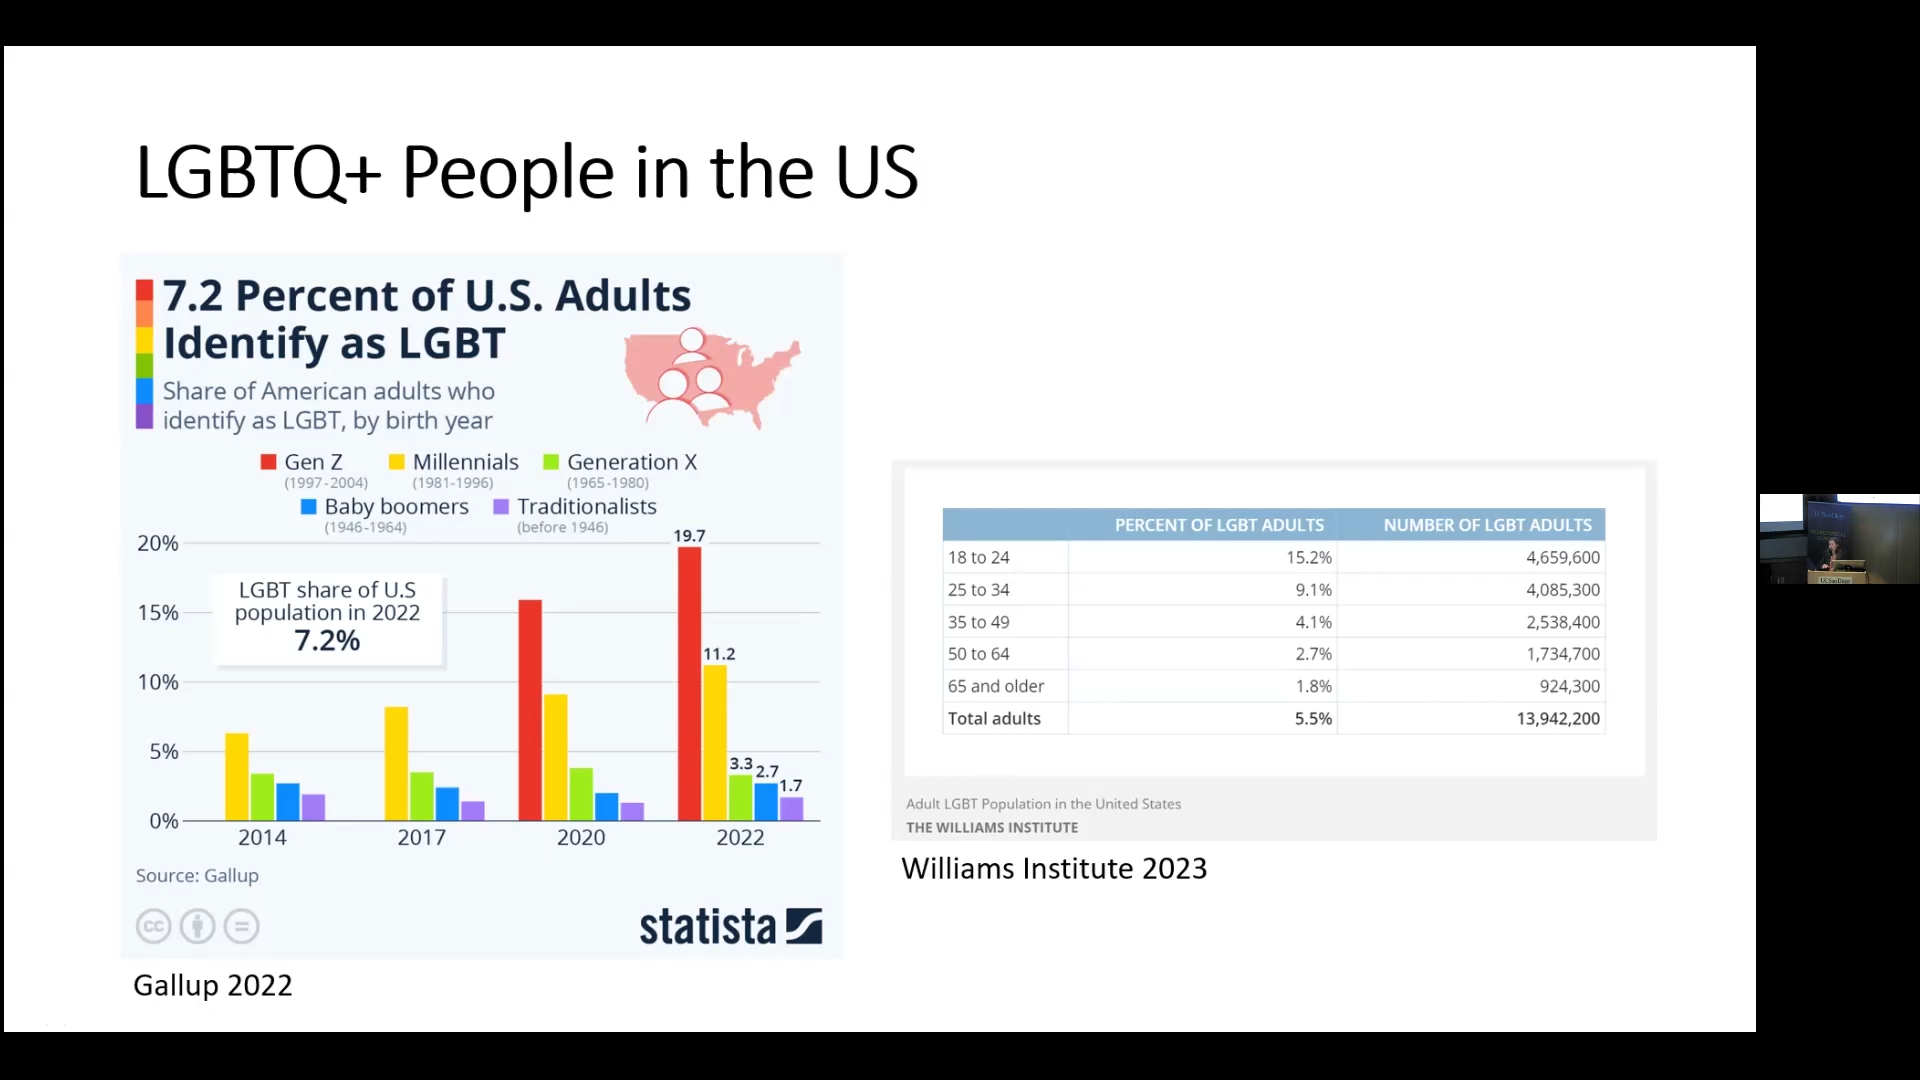 LGBTQ+ People in the US
7.2 Percent of U.S. Adults
Identify as LGBT
Share of American adults who
identify as LGBT, by birth year
Gen Z Millennials Generation X
(1997-2004) (1981-1996) (1965-1980)
Baby boomers Traditionalists
(1946-1964) (before 1946)
20%
15%
10%
5%
0%
LGBT share of U.S
population in 2022
7.2%
19.7
11.2
3.3
2.7
1.7
2014 2017 2020 2022
Source: Gallup
cc
statista
Gallup 2022
PERCENT OF LGBT ADULTS NUMBER OF LGBT ADULTS
18 to 24 15.2% 4,659,600
25 to 34 9.1% 4,085,300
35 to 49 4.1% 2,538,400
50 to 64 2.7% 1,734,700
65 and older 1.8% 924,300
Total adults 5.5% 13,942,200
Adult LGBT Population in the United States
THE WILLIAMS INSTITUTE
Williams Institute 2023
UC San Diego